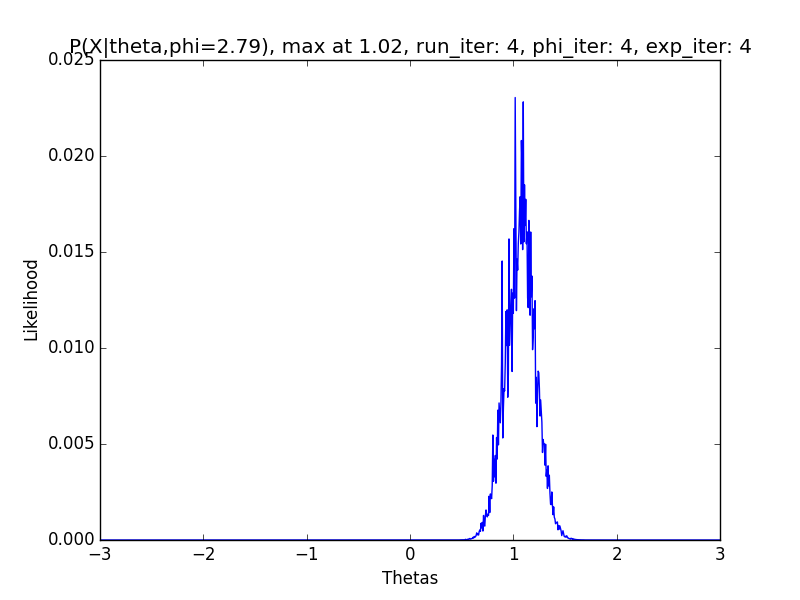 P(X|theta,phi=2.79), max at 1.02, run_iter: 4, phi_iter: 4, exp_iter: 4
0.025
0.020
0.015
0.010
0.005
0.000
Likelihood
−3 −2 −1 0 1 2 3
Thetas